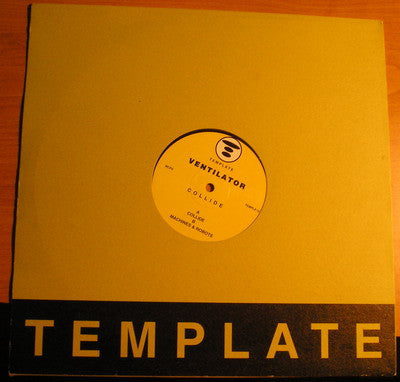 TEMPLATE
VENTILATOR
COLLIDE
A
COLLIDE
B
MACHINES & ROBOTS
TEMPLATE